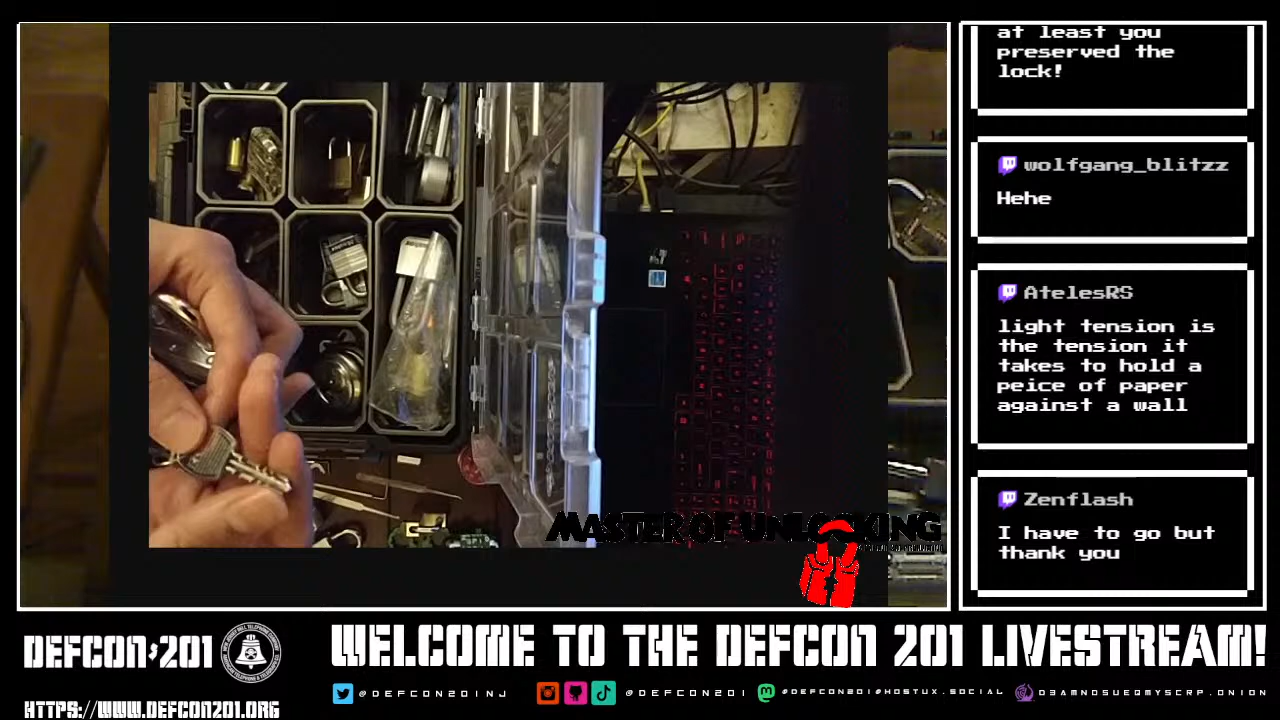 at least you
preserved the
lock!
wolfgang_blitzz
Hehe
AtelesRS
light tension is
the tension it
takes to hold a
peice of paper
against a wall
Zenflash
I have to go but
thank you
MASTER OF UNLOCKING
DEFCON201
WELCOME TO THE DEFCON 201 LIVESTREAM!
HTTPS://WWW.DEFCON201.ORG
@DEFCON201NJ
@DEFCON201
@DEFCON201@HOSTUX.SOCIAL